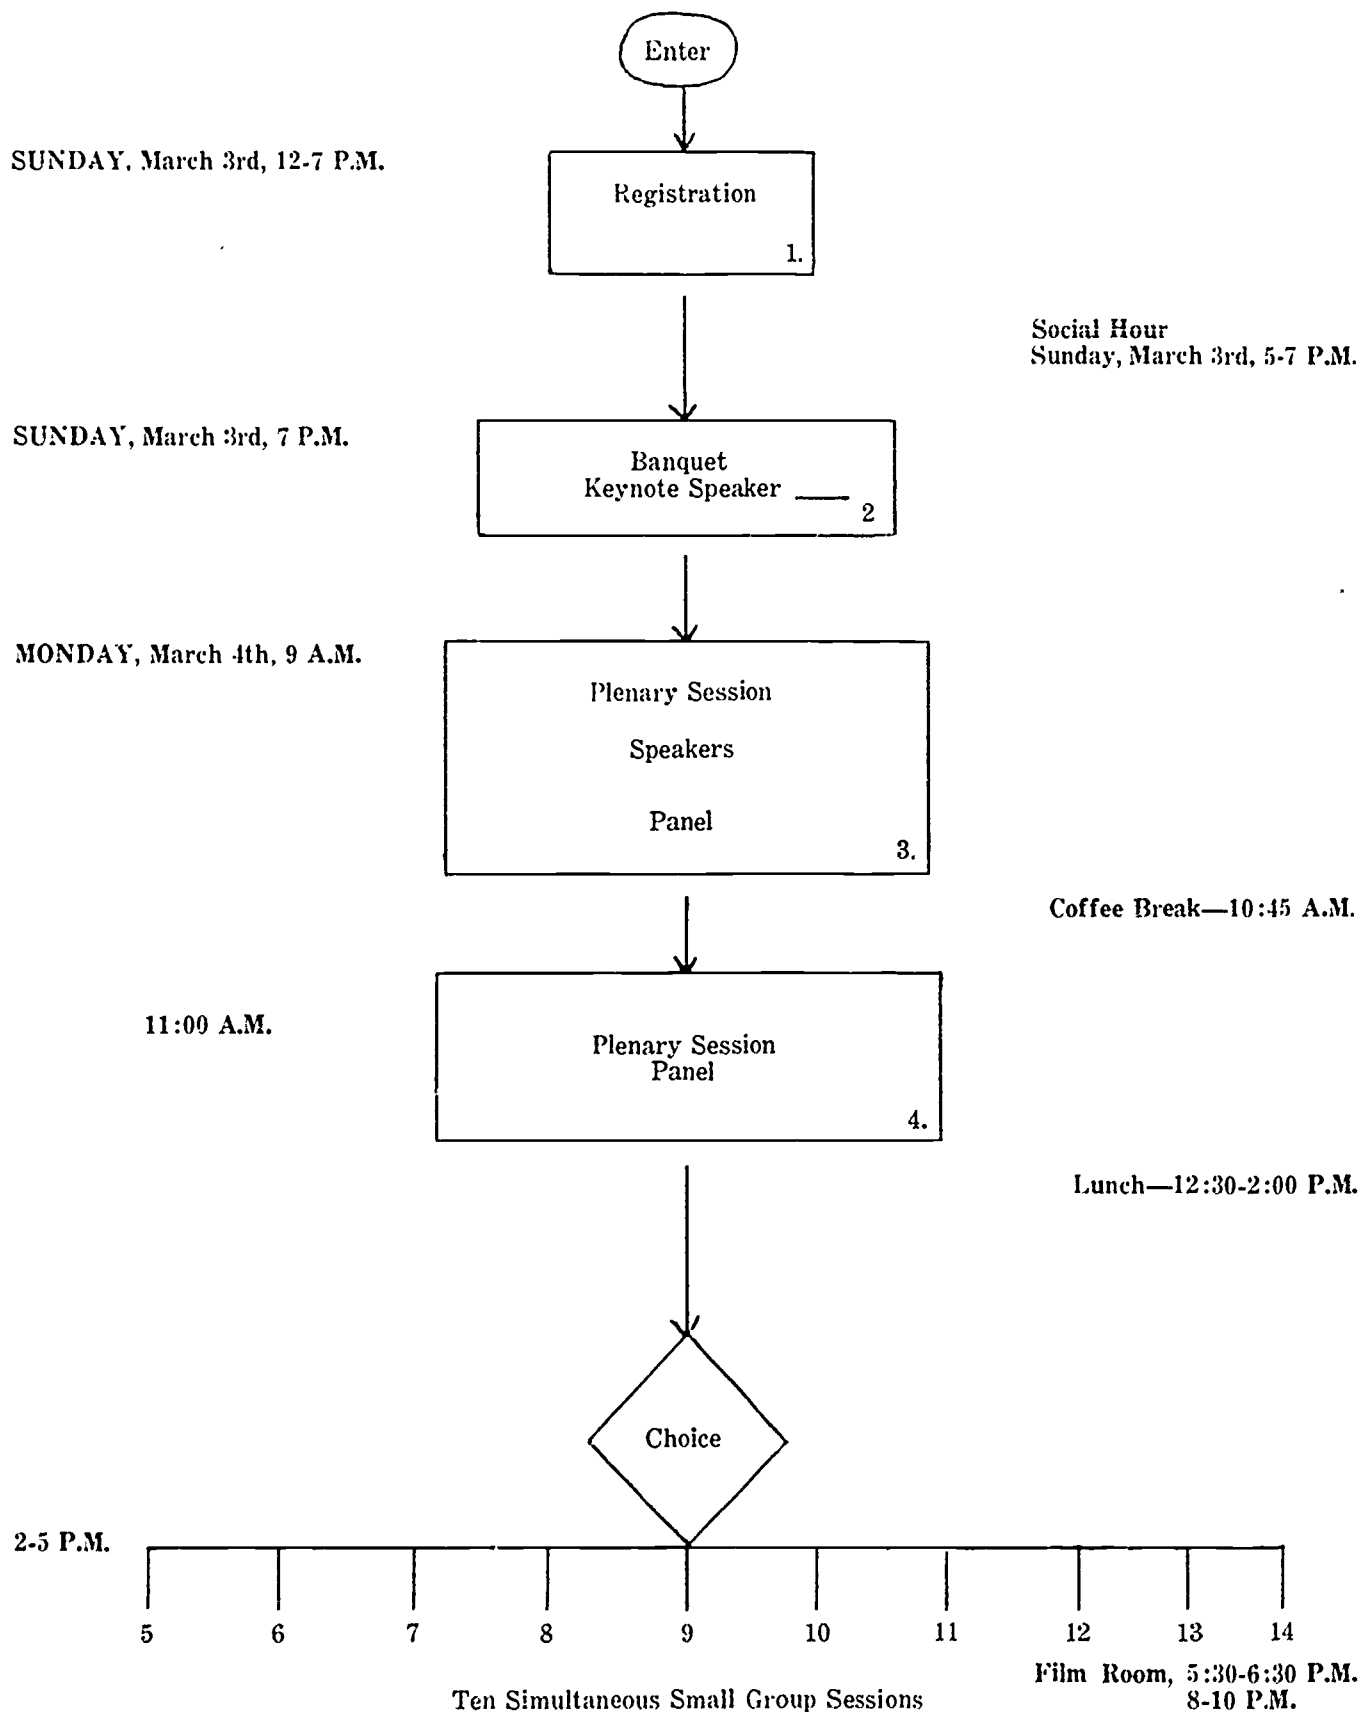 Enter
SUNDAY, March 3rd, 12-7 P.M.
Registration
1.
Social Hour
Sunday, March 3rd, 5-7 P.M.
SUNDAY, March 3rd, 7 P.M.
Banquet
Keynote Speaker ____
2
MONDAY, March 4th, 9 A.M.
Plenary Session
Speakers
Panel
3.
Coffee Break—10:45 A.M.
11:00 A.M.
Plenary Session
Panel
4.
Lunch—12:30-2:00 P.M.
Choice
2-5 P.M.
5 6 7 8 9 10 11 12 13 14
Film Room, 5:30-6:30 P.M.
8-10 P.M.
Ten Simultaneous Small Group Sessions